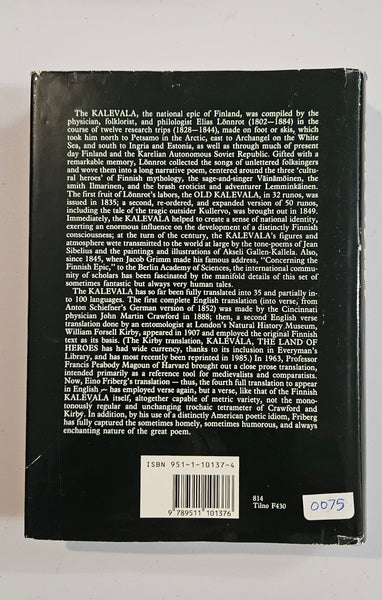 The KALEVALA, the national epic of Finland, was compiled by the
physician, folklorist, and philologist Elias Lönnrot (1802—1884) in the
course of twelve research trips (1828—1844), made on foot or skis, which
took him north to Petsamo in the Arctic, east to Archangel on the White
Sea, and south to Ingria and Estonia, as well as through much of present
day Finland and the Karelian Autonomous Soviet Republic. Gifted with a
remarkable memory, Lönnrot collected the songs of unlettered folksingers
and wove them into a long narrative poem, centered around the three 'cultu-
ral heroes' of Finnish mythology, the sage-and-singer Väinämöinen, the
smith Ilmarinen, and the brash eroticist and adventurer Lemminkäinen.
The first fruit of Lönnrot's labors, the OLD KALEVALA, in 32 runos, was
issued in 1835; a second, re-ordered, and expanded version of 50 runos,
including the tale of the tragic outsider Kullervo, was brought out in 1849.
Immediately, the KALEVALA helped to create a sense of national identity,
exerting an enormous influence on the development of a distinctly Finnish
consciousness; at the turn of the century, the KALEVALA's figures and
atmosphere were transmitted to the world at large by the tone-poems of Jean
Sibelius and the paintings and illustrations of Akseli Gallen-Kallela. Also,
since 1845, when Jacob Grimm made his famous address, "Concerning the
Finnish Epic," to the Berlin Academy of Sciences, the international commu-
nity of scholars has been fascinated by the manifold details of this set of
sometimes fantastic but always very human tales.
The KALEVALA has so far been fully translated into 35 and partially in-
to 100 languages. The first complete English translation (into verse, from
Anton Schiefner's German version of 1852) was made by the Cincinnati
physician John Martin Crawford in 1888; then, a second English verse
translation done by an entomologist at London's Natural History Museum,
William Forsell Kirby, appeared in 1907 and employed the original Finnish
text as its basis. (The Kirby translation, KALEVALA, THE LAND OF
HEROES has had wide currency, thanks to its inclusion in Everyman's
Library, and has most recently been reprinted in 1985.) In 1963, Professor
Francis Peabody Magoun of Harvard brought out a close prose translation,
intended primarily as a reference tool for medievalists and comparatists.
Now, Eino Friberg's translation — thus, the fourth full translation to appear
in English — has employed verse again, but a verse, like that of the Finnish
KALEVALA itself, altogether capable of metric variety, not the mono-
tonously regular and unchanging trochaic tetrameter of Crawford and
Kirby. In addition, by his use of a distinctly American poetic idiom, Friberg
has fully captured the sometimes homely, sometimes humorous, and always
enchanting nature of the great poem.
ISBN 951-1-10137-4
9 789511 101376
814
Tilno F430
0075